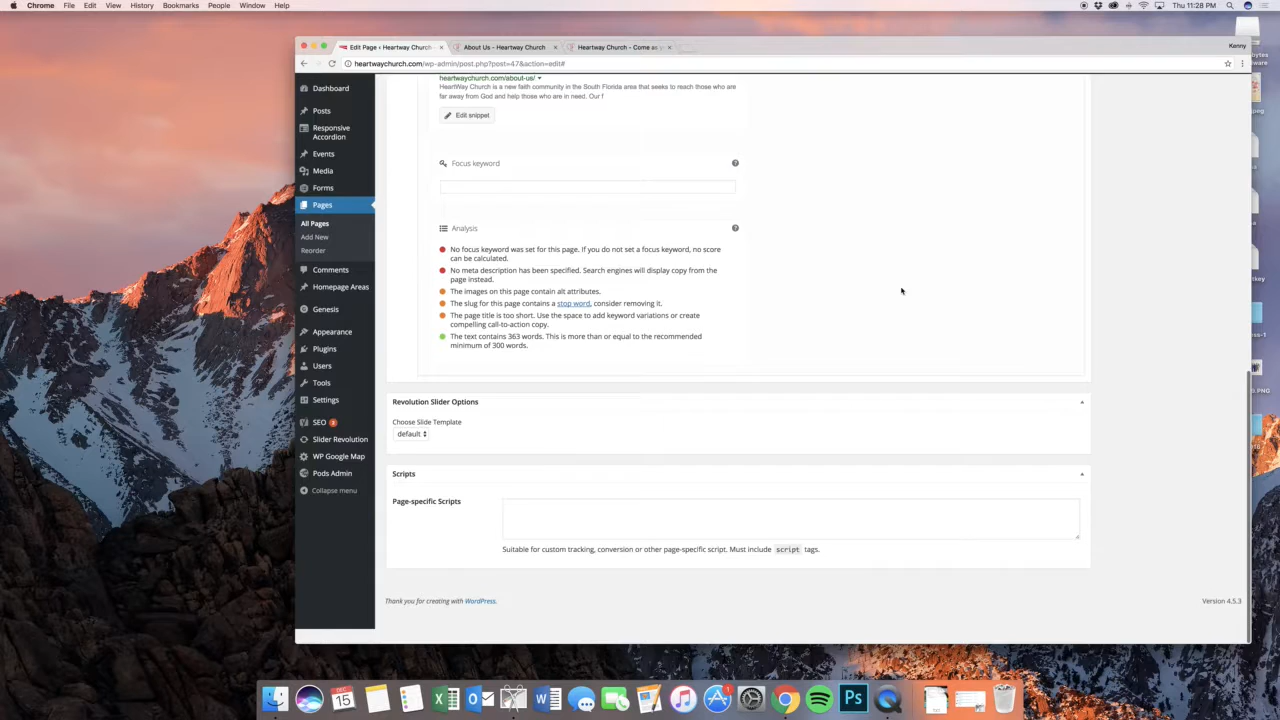 Chrome File Edit View History Bookmarks People Window Help
Thu 11:28 PM
Edit Page ‹ Heartway Church
About Us – Heartway Church
Heartway Church – Come as
Kenny
heartwaychurch.com/wp-admin/post.php?post=47&action=edit#
Dashboard
Posts
Responsive
Accordion
Events
Media
Forms
Pages
All Pages
Add New
Reorder
Comments
Homepage Areas
Genesis
Appearance
Plugins
Users
Tools
Settings
SEO 3
Slider Revolution
WP Google Map
Pods Admin
Collapse menu
heartwaychurch.com/about-us/
HeartWay Church is a new faith community in the South Florida area that seeks to reach those who are
far away from God and help those who are in need. Our f
Edit snippet
Focus keyword
Analysis
No focus keyword was set for this page. If you do not set a focus keyword, no score
can be calculated.
No meta description has been specified. Search engines will display copy from the
page instead.
The images on this page contain alt attributes.
The slug for this page contains a stop word, consider removing it.
The page title is too short. Use the space to add keyword variations or create
compelling call-to-action copy.
The text contains 363 words. This is more than or equal to the recommended
minimum of 300 words.
Revolution Slider Options
Choose Slide Template
default
Scripts
Page-specific Scripts
Suitable for custom tracking, conversion or other page-specific script. Must include script tags.
Thank you for creating with WordPress.
Version 4.5.3
DEC
15
Ps